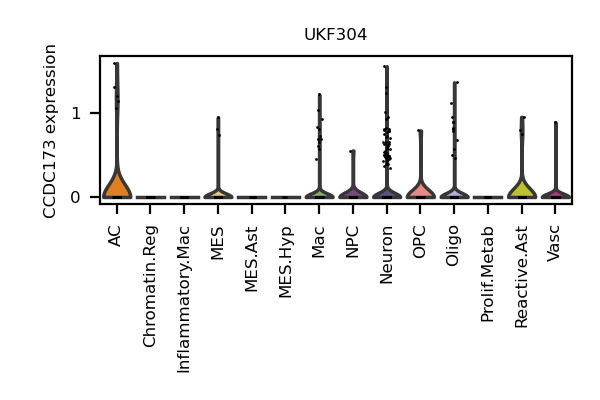 UKF304
CCDC173 expression
1
0
AC
Chromatin.Reg
Inflammatory.Mac
MES
MES.Ast
MES.Hyp
Mac
NPC
Neuron
OPC
Oligo
Prolif.Metab
Reactive.Ast
Vasc